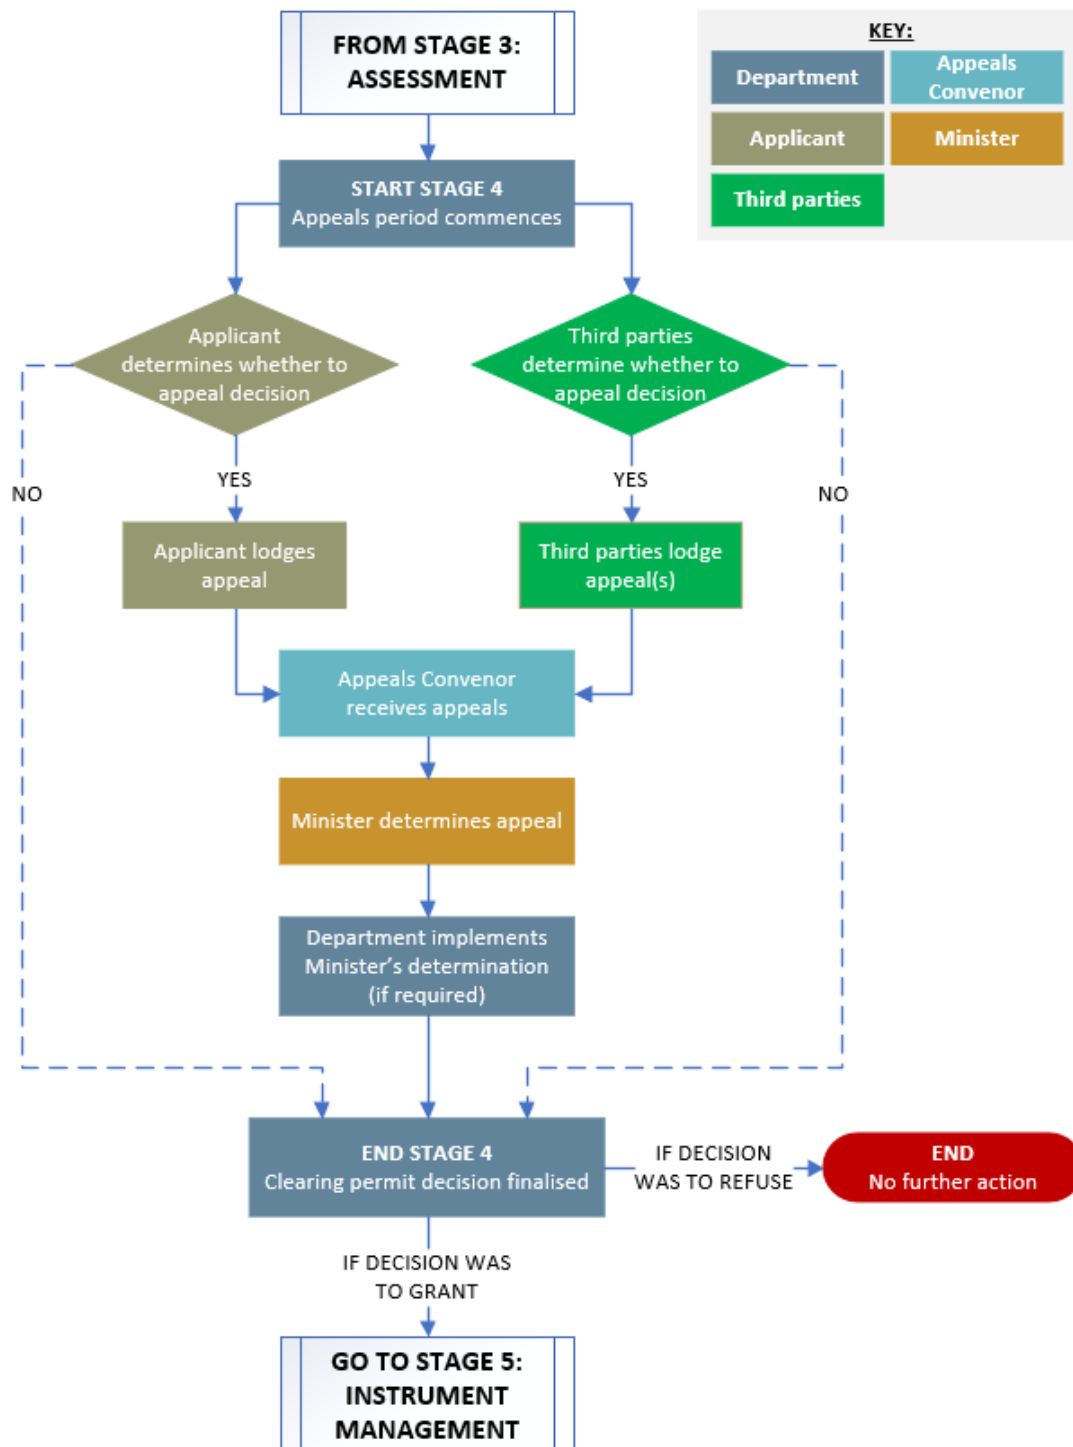 FROM STAGE 3:
ASSESSMENT
KEY:
Department
Appeals
Convenor
Applicant
Minister
Third parties
START STAGE 4
Appeals period commences
Applicant
determines whether to
appeal decision
Third parties
determine whether to
appeal decision
NO
YES
YES
NO
Applicant lodges
appeal
Third parties lodge
appeal(s)
Appeals Convenor
receives appeals
Minister determines appeal
Department implements
Minister’s determination
(if required)
END STAGE 4
Clearing permit decision finalised
IF DECISION
WAS TO REFUSE
END
No further action
IF DECISION WAS
TO GRANT
GO TO STAGE 5:
INSTRUMENT
MANAGEMENT